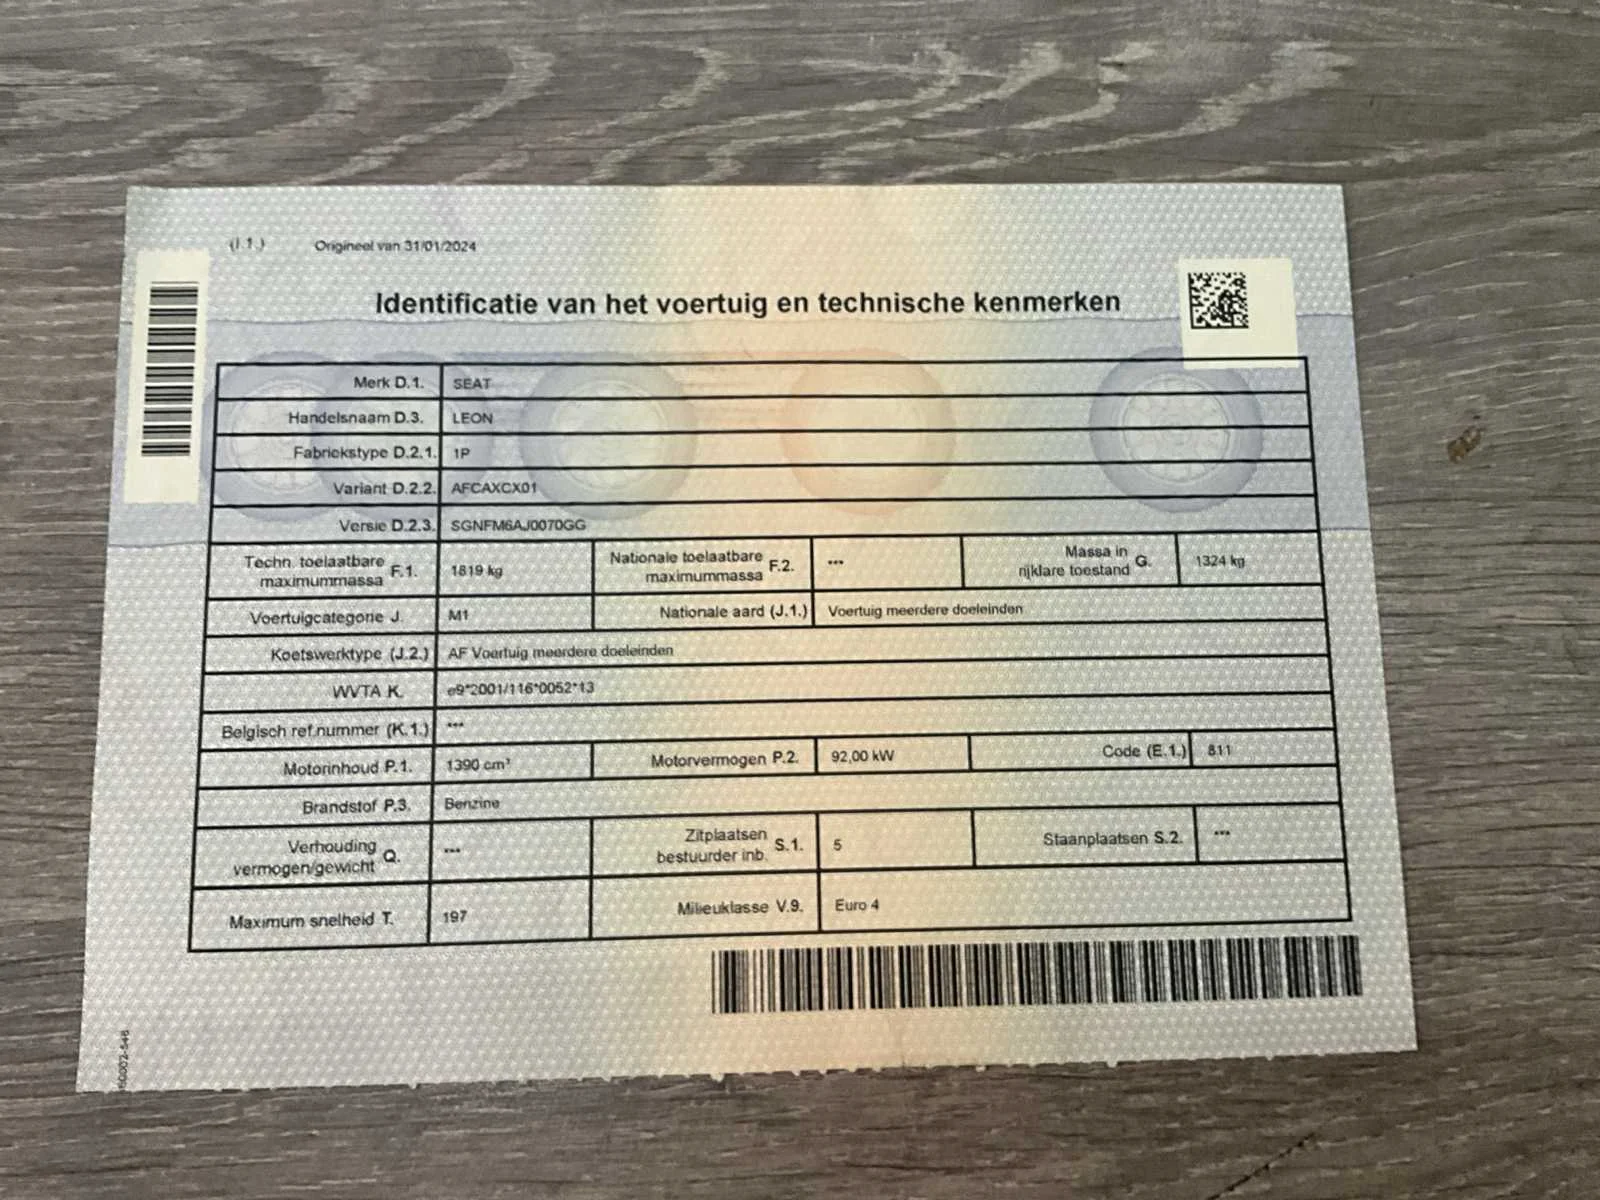 (I.1.) Origineel van 31/01/2024
Identificatie van het voertuig en technische kenmerken
Merk D.1. SEAT
Handelsnaam D.3. LEON
Fabriekstype D.2.1. 1P
Variant D.2.2. AFCAXCX01
Versie D.2.3. SGNFM6AJ0070GG
Techn. toelaatbare maximummassa F.1. 1819 kg Nationale toelaatbare maximummassa F.2. *** Massa in rijklare toestand G. 1324 kg
Voertuigcategorie J. M1 Nationale aard (J.1.) Voertuig meerdere doeleinden
Koetswerktype (J.2.) AF Voertuig meerdere doeleinden
WVTA K. e9*2001/116*0052*13
Belgisch ref.nummer (K.1.) ***
Motorinhoud P.1. 1390 cm³ Motorvermogen P.2. 92,00 kW Code (E.1.) 811
Brandstof P.3. Benzine
Verhouding vermogen/gewicht Q. *** Zitplaatsen bestuurder inb. S.1. 5 Staanplaatsen S.2. ***
Maximum snelheid T. 197 Milieuklasse V.9. Euro 4